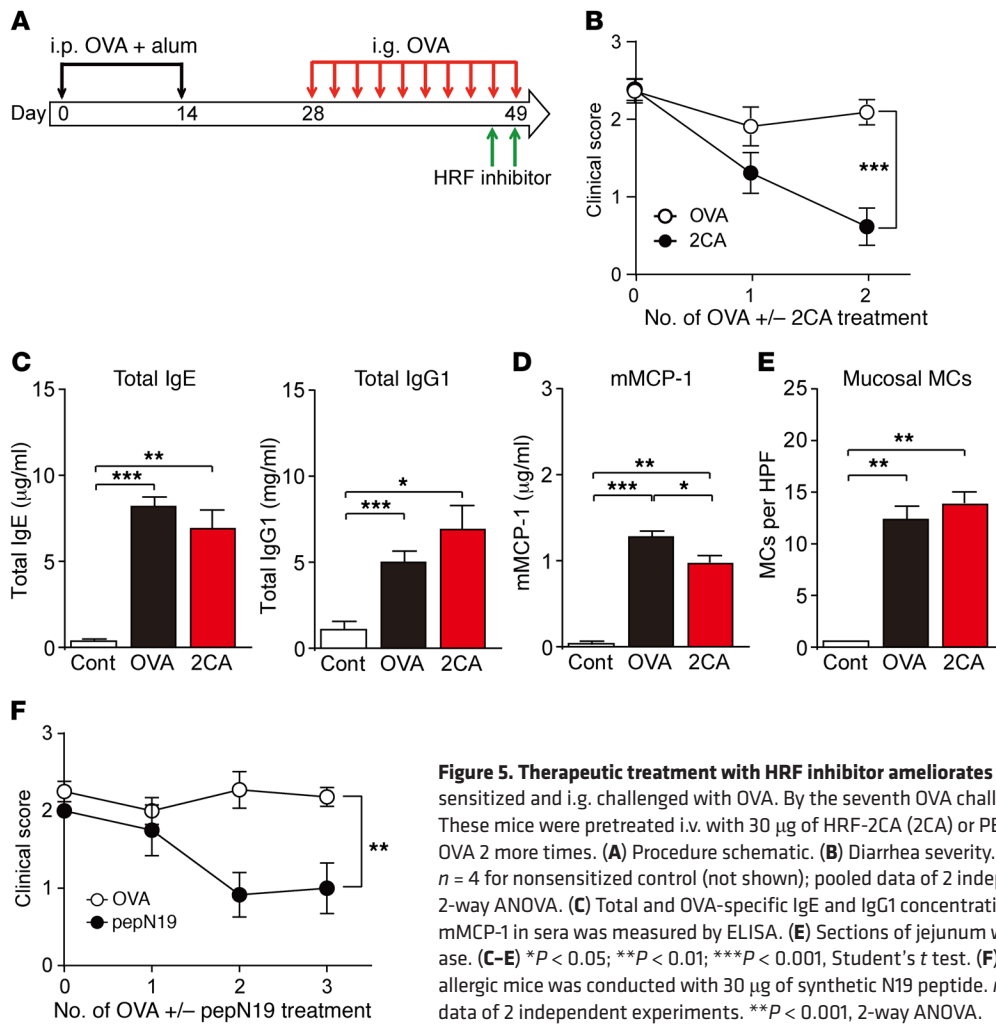 A
i.p. OVA + alum
i.g. OVA
Day 0 14 28 49
HRF inhibitor
B
3
2
1
0
Clinical score
OVA
2CA
***
0 1 2
No. of OVA +/– 2CA treatment
C
Total IgE
15
10
5
0
Total IgE (µg/ml)
**
***
Cont OVA 2CA
Total IgG1
15
10
5
0
Total IgG1 (mg/ml)
*
***
Cont OVA 2CA
D
mMCP-1
3
2
1
0
mMCP-1 (µg/ml)
**
*** *
Cont OVA 2CA
E
Mucosal MCs
25
20
15
10
5
0
MCs per HPF
**
**
Cont OVA 2CA
F
3
2
1
0
Clinical score
OVA
pepN19
**
0 1 2 3
No. of OVA +/– pepN19 treatment
Figure 5. Therapeutic treatment with HRF inhibitor ameliorates
sensitized and i.g. challenged with OVA. By the seventh OVA chall
These mice were pretreated i.v. with 30 µg of HRF-2CA (2CA) or PB
OVA 2 more times. (A) Procedure schematic. (B) Diarrhea severity.
n = 4 for nonsensitized control (not shown); pooled data of 2 indep
2-way ANOVA. (C) Total and OVA-specific IgE and IgG1 concentrati
mMCP-1 in sera was measured by ELISA. (E) Sections of jejunum w
ase. (C–E) *P < 0.05; **P < 0.01; ***P < 0.001, Student's t test. (F)
allergic mice was conducted with 30 µg of synthetic N19 peptide.
data of 2 independent experiments. **P < 0.001, 2-way ANOVA.